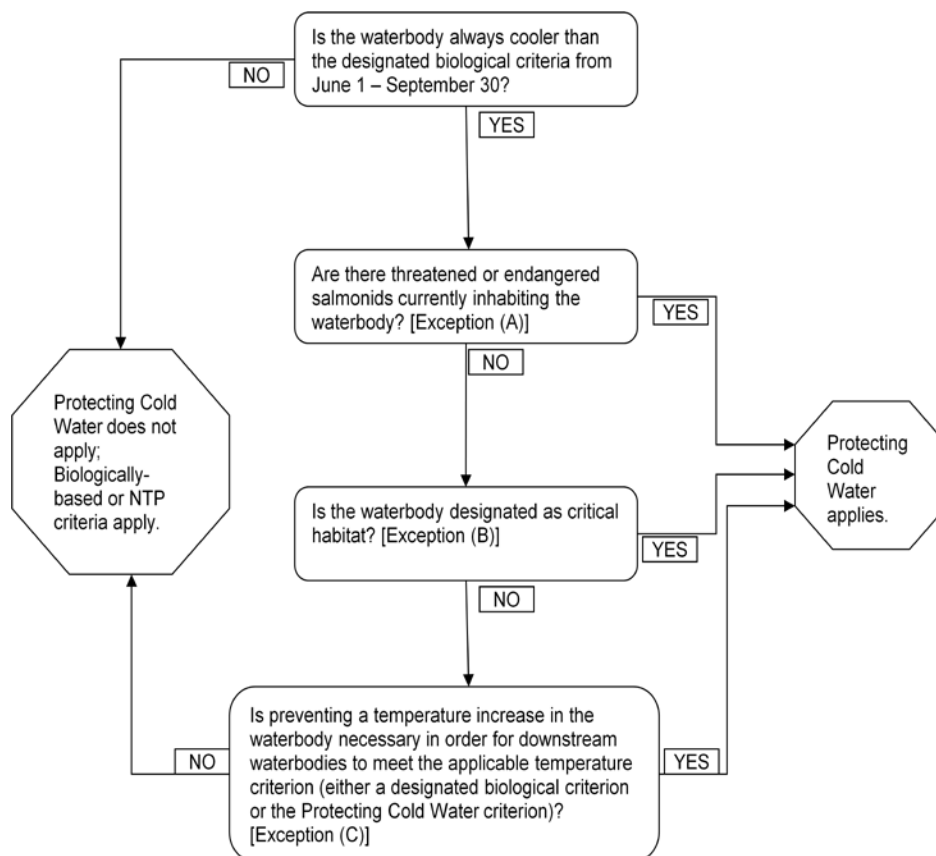 Is the waterbody always cooler than
the designated biological criteria from
June 1 – September 30?
NO
YES
Are there threatened or endangered
salmonids currently inhabiting the
waterbody? [Exception (A)]
YES
NO
Protecting Cold
Water does not
apply;
Biologically-
based or NTP
criteria apply.
Protecting
Cold
Water
applies.
Is the waterbody designated as critical
habitat? [Exception (B)]
YES
NO
Is preventing a temperature increase in the
waterbody necessary in order for downstream
waterbodies to meet the applicable temperature
criterion (either a designated biological criterion
or the Protecting Cold Water criterion)?
[Exception (C)]
NO
YES